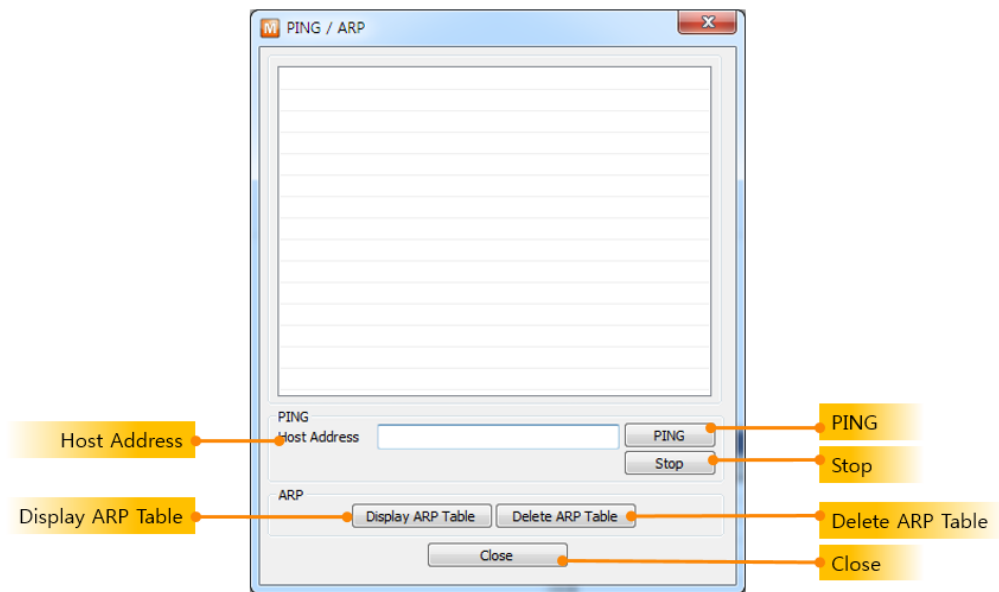 M PING / ARP
PING
Host Address
PING
Stop
ARP
Display ARP Table
Delete ARP Table
Close
Host Address
Display ARP Table
PING
Stop
Delete ARP Table
Close